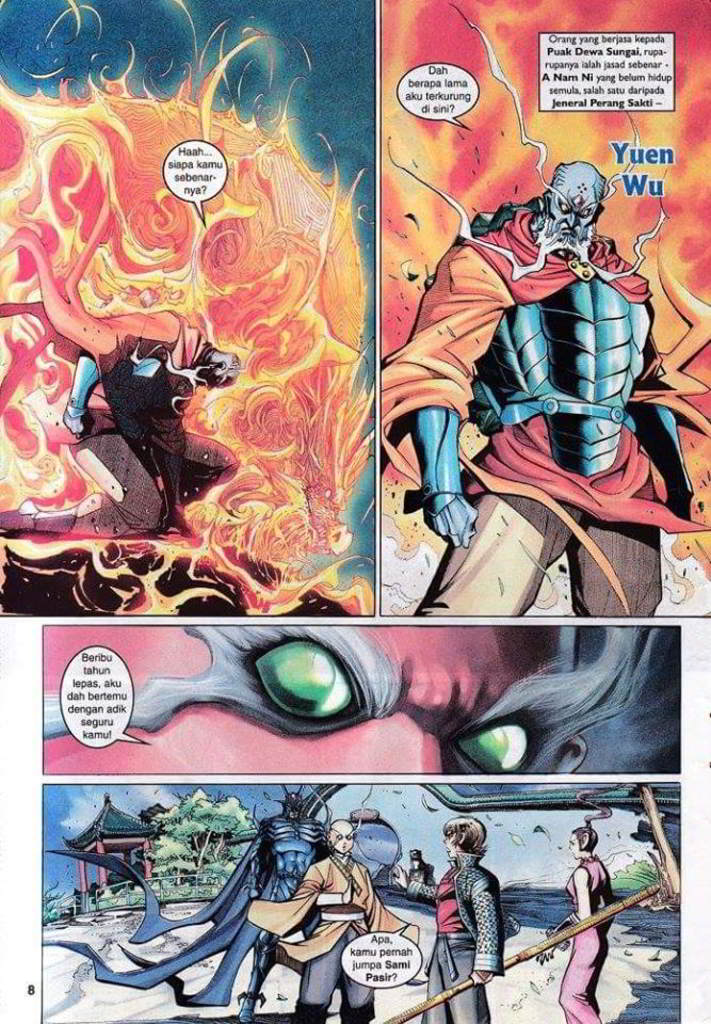 Haah...
siapa kamu
sebenar-
nya?
Dah
berapa lama
aku terkurung
di sini?
Orang yang berjasa kepada
Puak Dewa Sungai, rupa-
rupanya ialah jasad sebenar -
A Nam Ni yang belum hidup
semula, salah satu daripada
Jeneral Perang Sakti –
Yuen
Wu
Beribu
tahun
lepas, aku
dah bertemu
dengan adik
seguru
kamu!
Apa,
kamu pernah
jumpa Sami
Pasir?
8